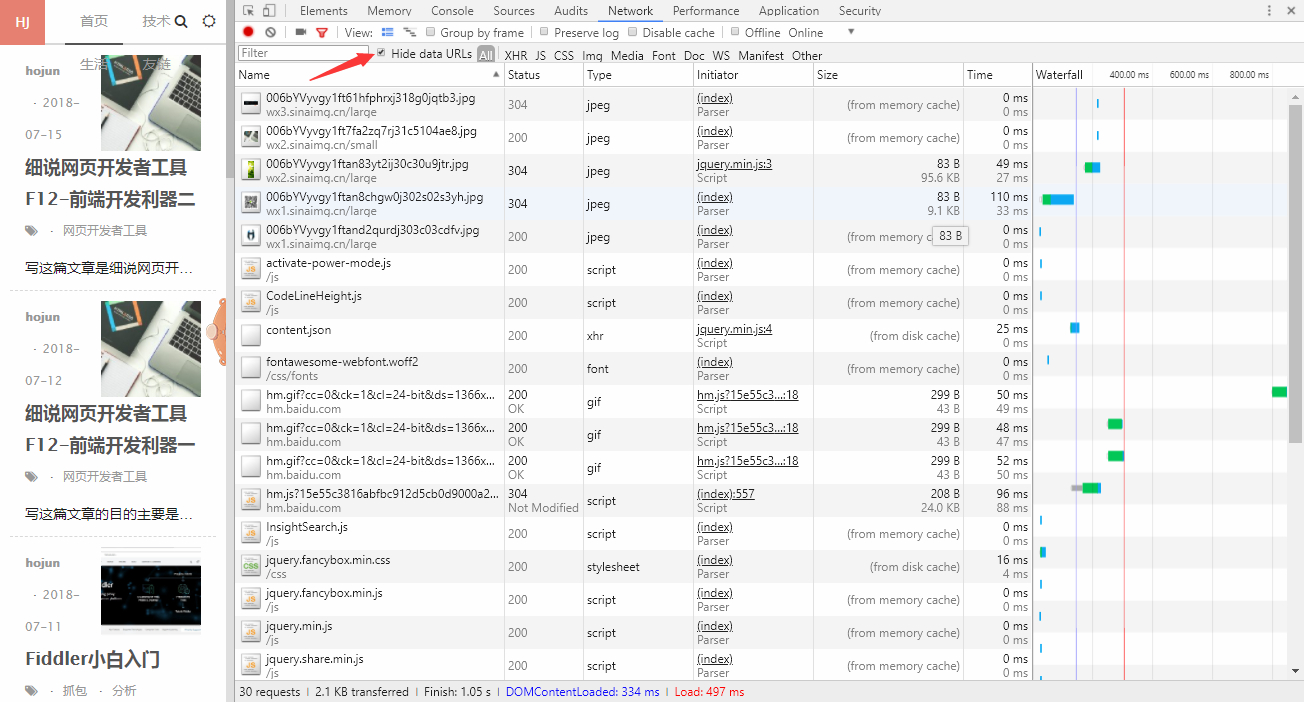 HJ
首页
技术
生活
友链
hojun
· 2018-
07-15
细说网页开发者工具
F12-前端开发利器二
· 网页开发者工具
写这篇文章是细说网页开…
hojun
· 2018-
07-12
细说网页开发者工具
F12-前端开发利器一
· 网页开发者工具
写这篇文章的目的主要是…
hojun
· 2018-
07-11
Fiddler小白入门
· 抓包 · 分析
Elements Memory Console Sources Audits Network Performance Application Security
View: Group by frame Preserve log Disable cache Offline Online
Filter Hide data URLs All XHR JS CSS Img Media Font Doc WS Manifest Other
Name Status Type Initiator Size Time Waterfall 400.00 ms 600.00 ms 800.00 ms
006bYVyvgy1ft61hfphrxj318g0jqtb3.jpg 304 jpeg (index) (from memory cache) 0 ms
wx3.sinaimg.cn/large Parser 0 ms
006bYVyvgy1ft7fa2zq7rj31c5104ae8.jpg 200 jpeg (index) (from memory cache) 0 ms
wx2.sinaimg.cn/small Parser 0 ms
006bYVyvgy1ftan83yt2ij30c30u9jtr.jpg 304 jpeg jquery.min.js:3 83 B 49 ms
wx2.sinaimg.cn/large Script 95.6 KB 27 ms
006bYVyvgy1ftan8chgw0j302s02s3yh.jpg 304 jpeg (index) 83 B 110 ms
wx1.sinaimg.cn/large Parser 9.1 KB 33 ms
006bYVyvgy1ftand2qurdj303c03cdfv.jpg 200 jpeg (index) (from memory c 83 B 0 ms
wx1.sinaimg.cn/large Parser 0 ms
activate-power-mode.js 200 script (index) (from memory cache) 0 ms
/js Parser 0 ms
CodeLineHeight.js 200 script (index) (from memory cache) 0 ms
/js Parser 0 ms
content.json 200 xhr jquery.min.js:4 (from disk cache) 25 ms
Script 0 ms
fontawesome-webfont.woff2 200 font (index) (from memory cache) 0 ms
/css/fonts Parser 0 ms
hm.gif?cc=0&ck=1&cl=24-bit&ds=1366x... 200 gif hm.js?15e55c3...:18 299 B 50 ms
hm.baidu.com OK Script 43 B 49 ms
hm.gif?cc=0&ck=1&cl=24-bit&ds=1366x... 200 gif hm.js?15e55c3...:18 299 B 48 ms
hm.baidu.com OK Script 43 B 47 ms
hm.gif?cc=0&ck=1&cl=24-bit&ds=1366x... 200 gif hm.js?15e55c3...:18 299 B 52 ms
hm.baidu.com OK Script 43 B 50 ms
hm.js?15e55c3816abfbc912d5cb0d9000a2... 304 script (index):557 208 B 96 ms
hm.baidu.com Not Modified Script 24.0 KB 88 ms
InsightSearch.js 200 script (index) (from memory cache) 0 ms
/js Parser 0 ms
jquery.fancybox.min.css 200 stylesheet (index) (from disk cache) 16 ms
/css Parser 4 ms
jquery.fancybox.min.js 200 script (index) (from memory cache) 0 ms
/js Parser 0 ms
jquery.min.js 200 script (index) (from memory cache) 0 ms
/js Parser 0 ms
jquery.share.min.js 200 script (index) (from memory cache) 0 ms
/js Parser 0 ms
30 requests | 2.1 KB transferred | Finish: 1.05 s | DOMContentLoaded: 334 ms | Load: 497 ms